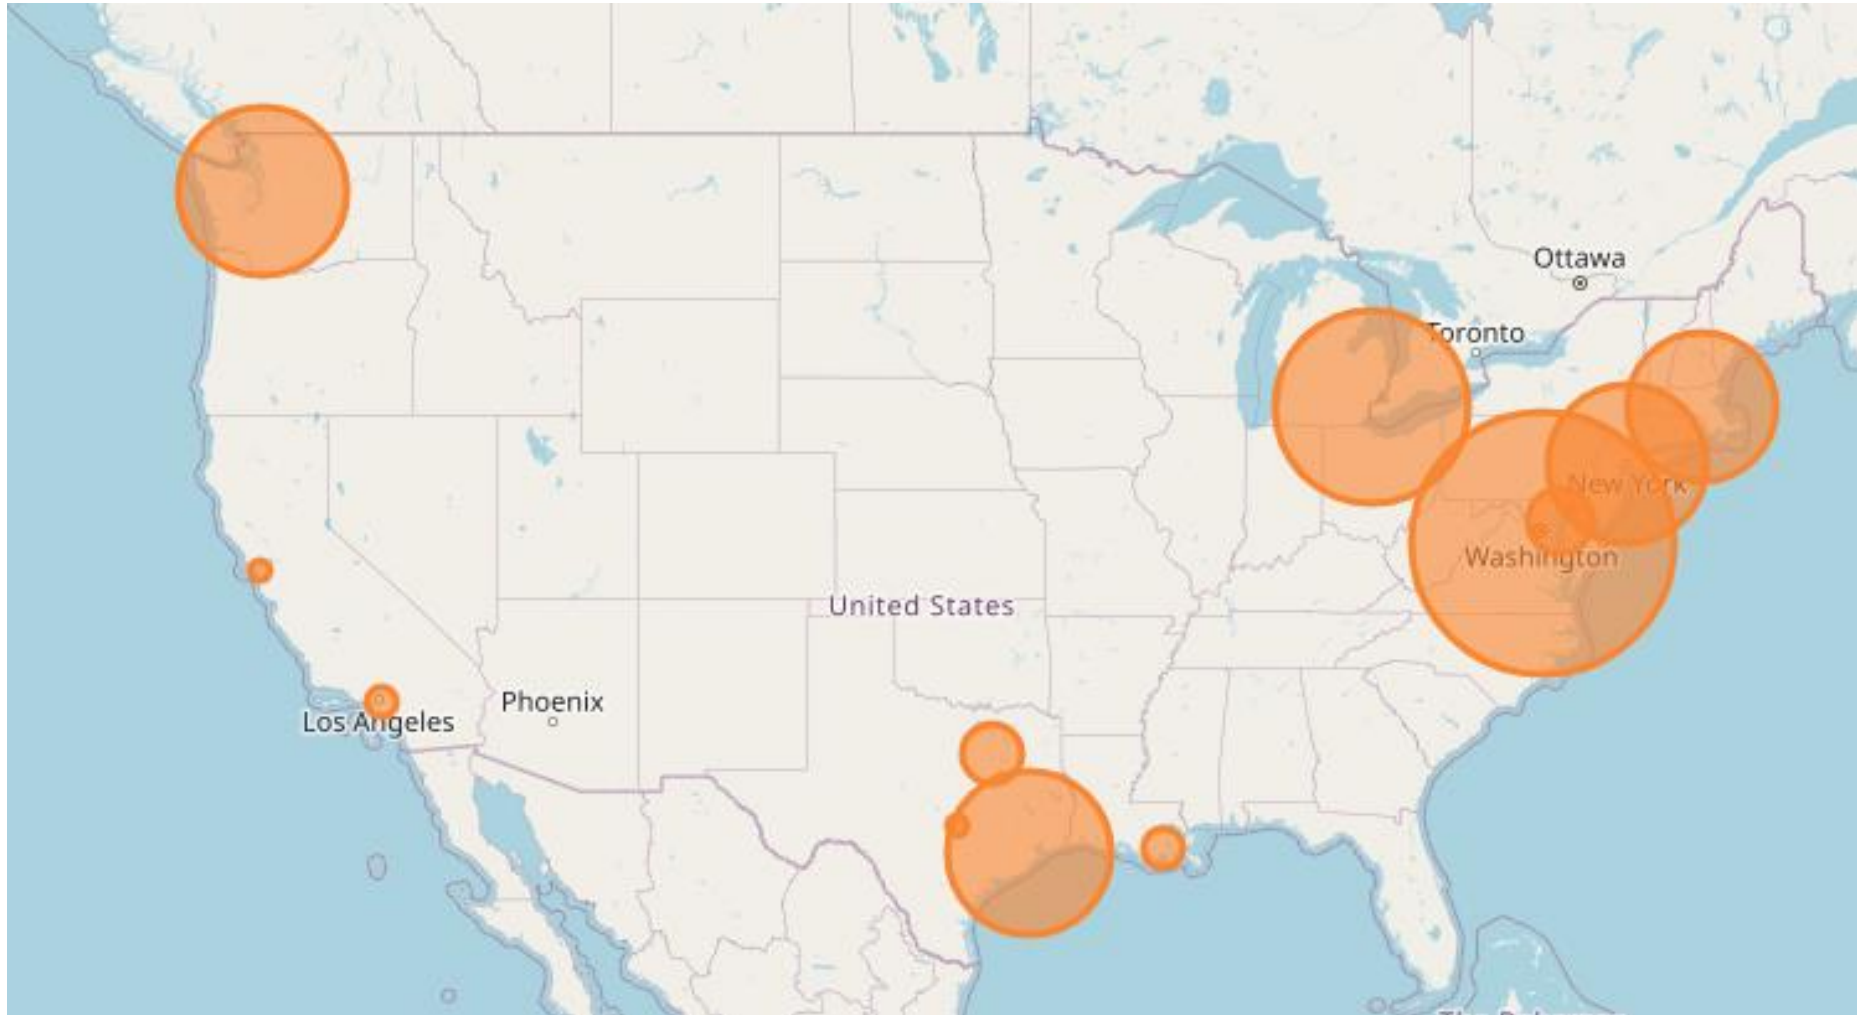 Ottawa
Toronto
New York
Washington
United States
Phoenix
Los Angeles